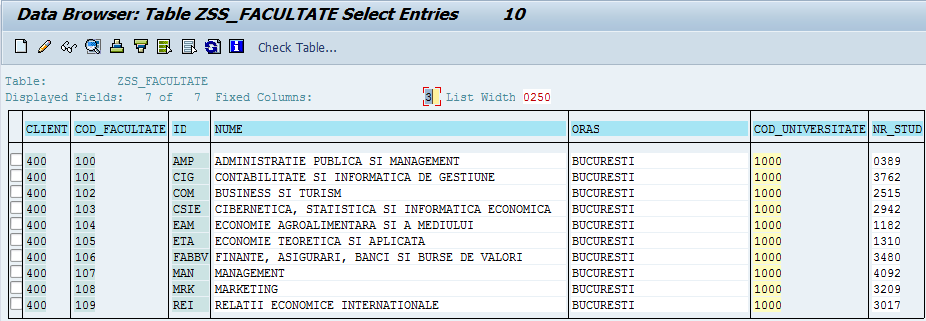 Data Browser: Table ZSS_FACULTATE Select Entries 10
Check Table...
Table: ZSS_FACULTATE
Displayed Fields: 7 of 7 Fixed Columns: 3 List Width 0250
CLIENT COD_FACULTATE ID NUME ORAS COD_UNIVERSITATE NR_STUD
400 100 AMP ADMINISTRATIE PUBLICA SI MANAGEMENT BUCURESTI 1000 0389
400 101 CIG CONTABILITATE SI INFORMATICA DE GESTIUNE BUCURESTI 1000 3762
400 102 COM BUSINESS SI TURISM BUCURESTI 1000 2515
400 103 CSIE CIBERNETICA, STATISTICA SI INFORMATICA ECONOMICA BUCURESTI 1000 2942
400 104 EAM ECONOMIE AGROALIMENTARA SI A MEDIULUI BUCURESTI 1000 1182
400 105 ETA ECONOMIE TEORETICA SI APLICATA BUCURESTI 1000 1310
400 106 FABBV FINANTE, ASIGURARI, BANCI SI BURSE DE VALORI BUCURESTI 1000 3480
400 107 MAN MANAGEMENT BUCURESTI 1000 4092
400 108 MRK MARKETING BUCURESTI 1000 3209
400 109 REI RELATII ECONOMICE INTERNATIONALE BUCURESTI 1000 3017